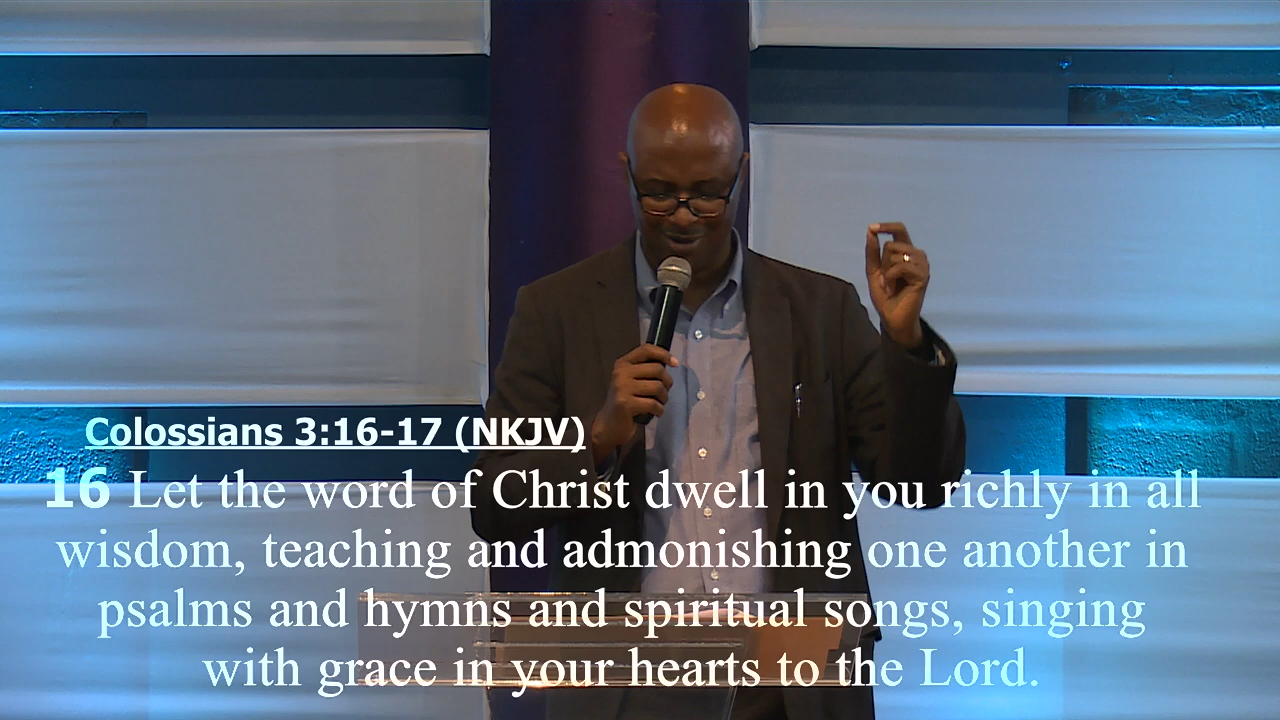 Colossians 3:16-17 (NKJV)
16 Let the word of Christ dwell in you richly in all
wisdom, teaching and admonishing one another in
psalms and hymns and spiritual songs, singing
with grace in your hearts to the Lord.